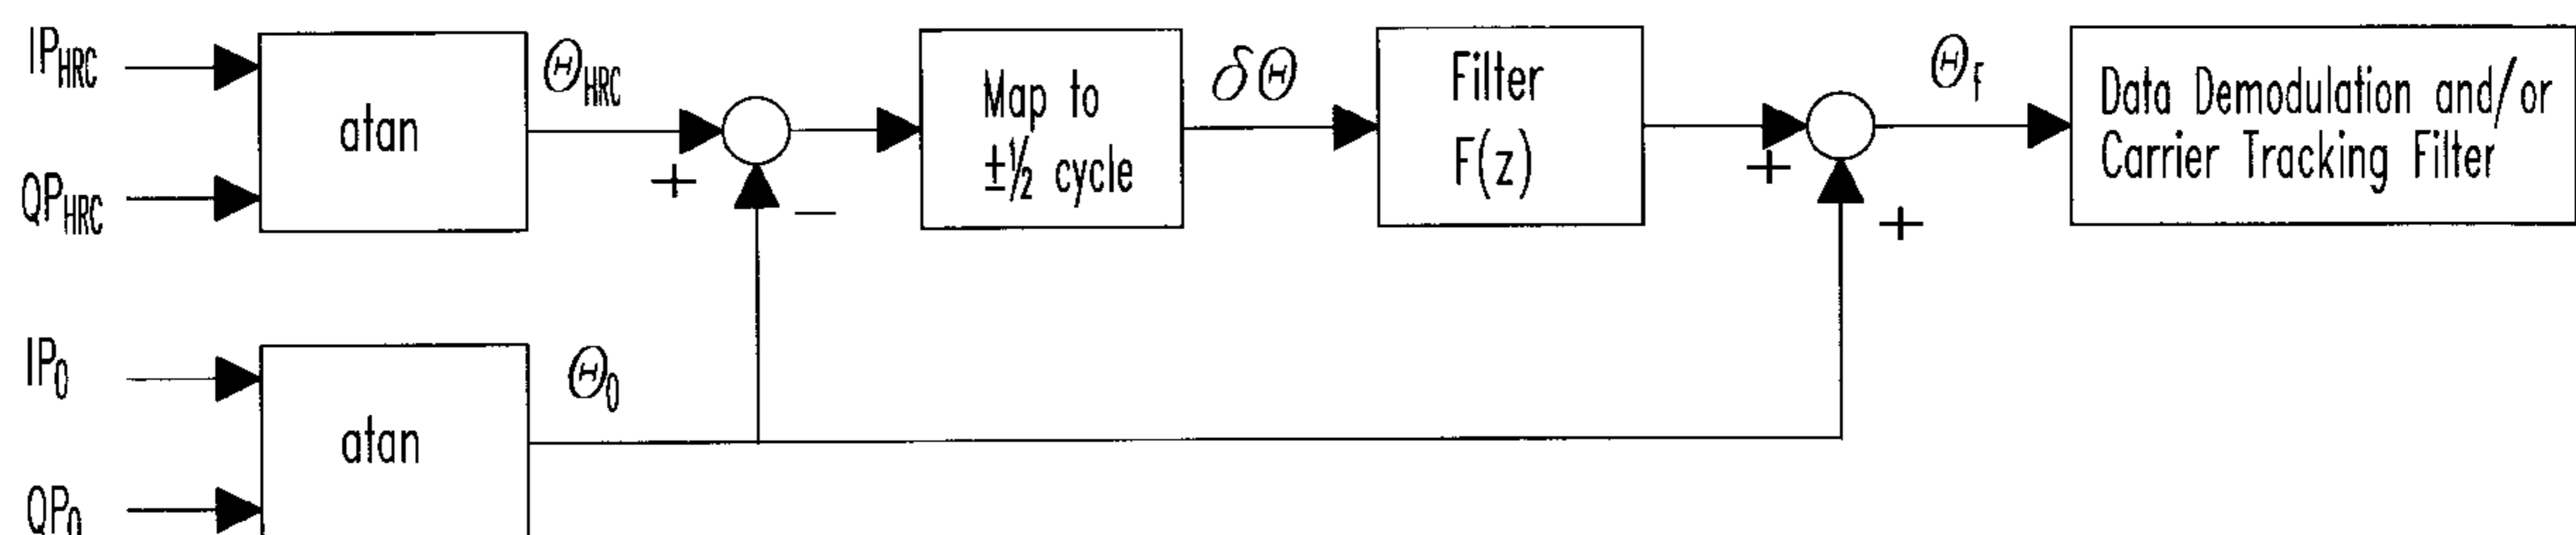 IP_HRC
QP_HRC
atan
Θ_HRC
+
−
Map to
±½ cycle
δΘ
Filter
F(z)
+
+
Θ_F
Data Demodulation and/or
Carrier Tracking Filter
IP_0
QP_0
atan
Θ_0